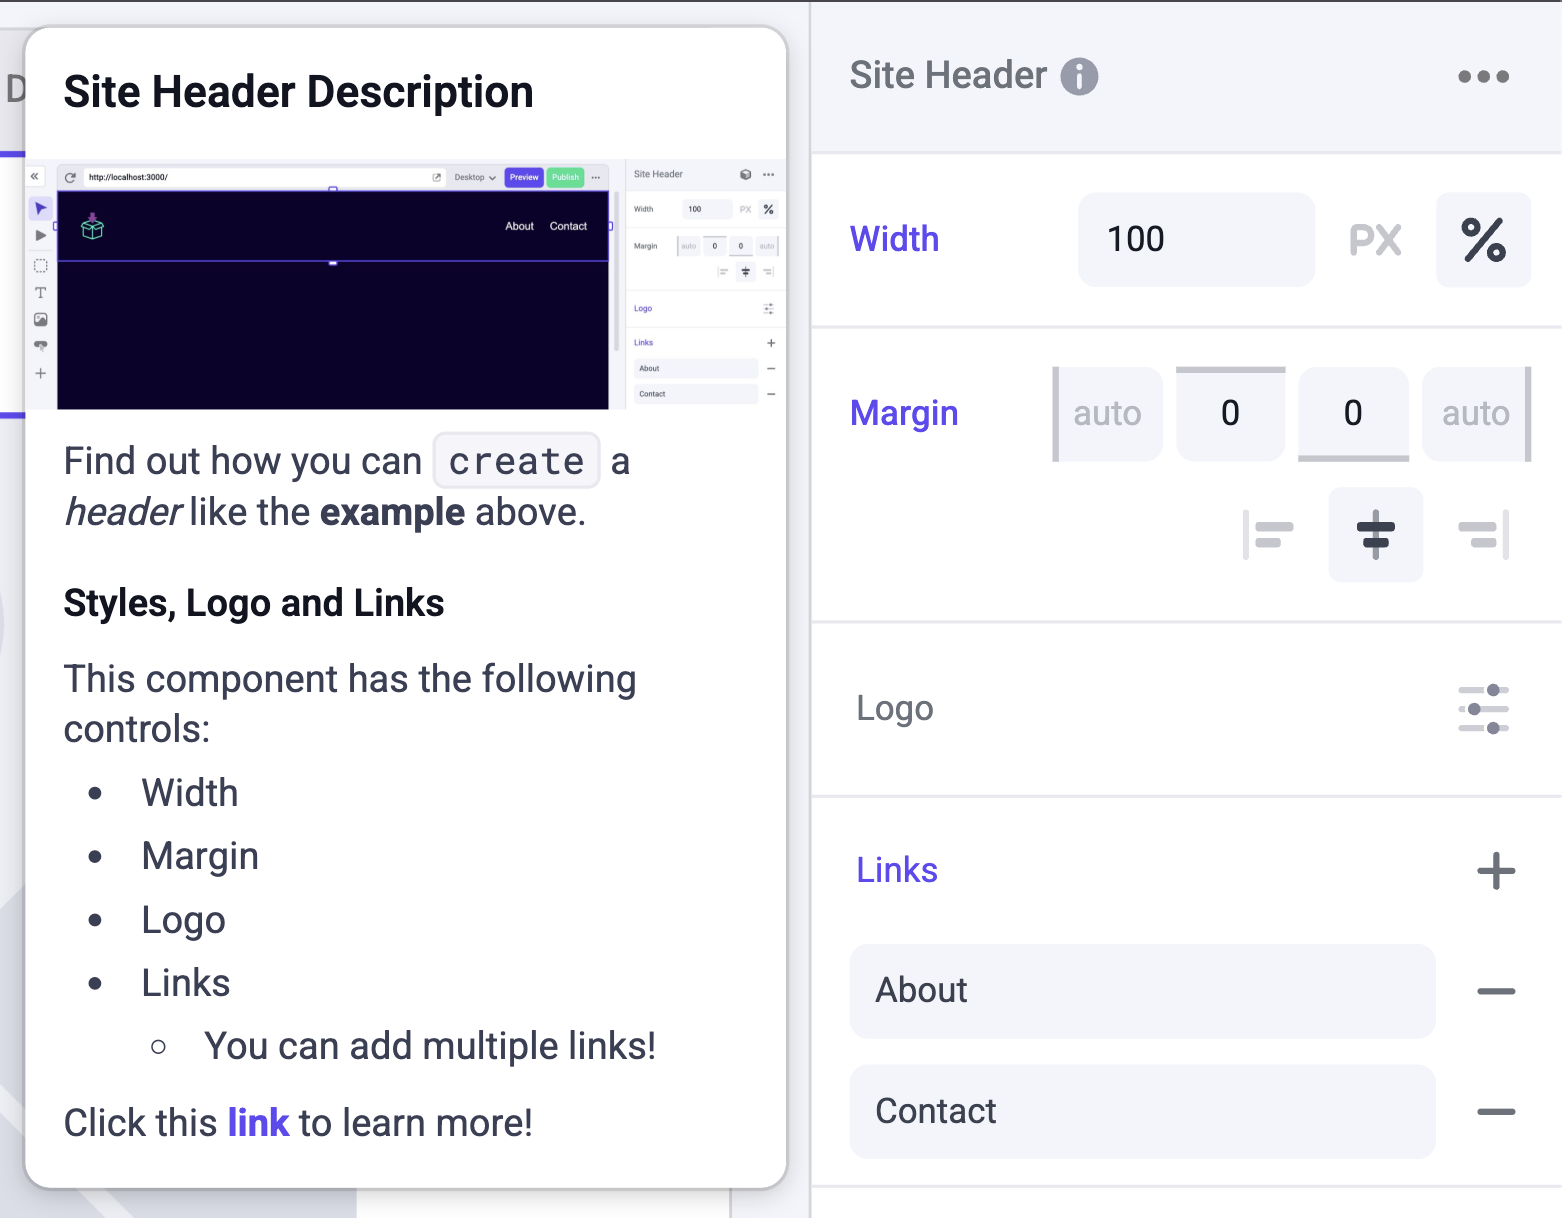 D
Site Header Description
http://localhost:3000/
Desktop
Preview
Publish
About
Contact
Site Header
Width
100
PX
%
Margin
auto
0
0
auto
Logo
Links
About
Contact
Find out how you can create a
header like the example above.
Styles, Logo and Links
This component has the following
controls:
• Width
• Margin
• Logo
• Links
○ You can add multiple links!
Click this link to learn more!
Site Header
Width
100
PX
%
Margin
auto
0
0
auto
Logo
Links
About
Contact